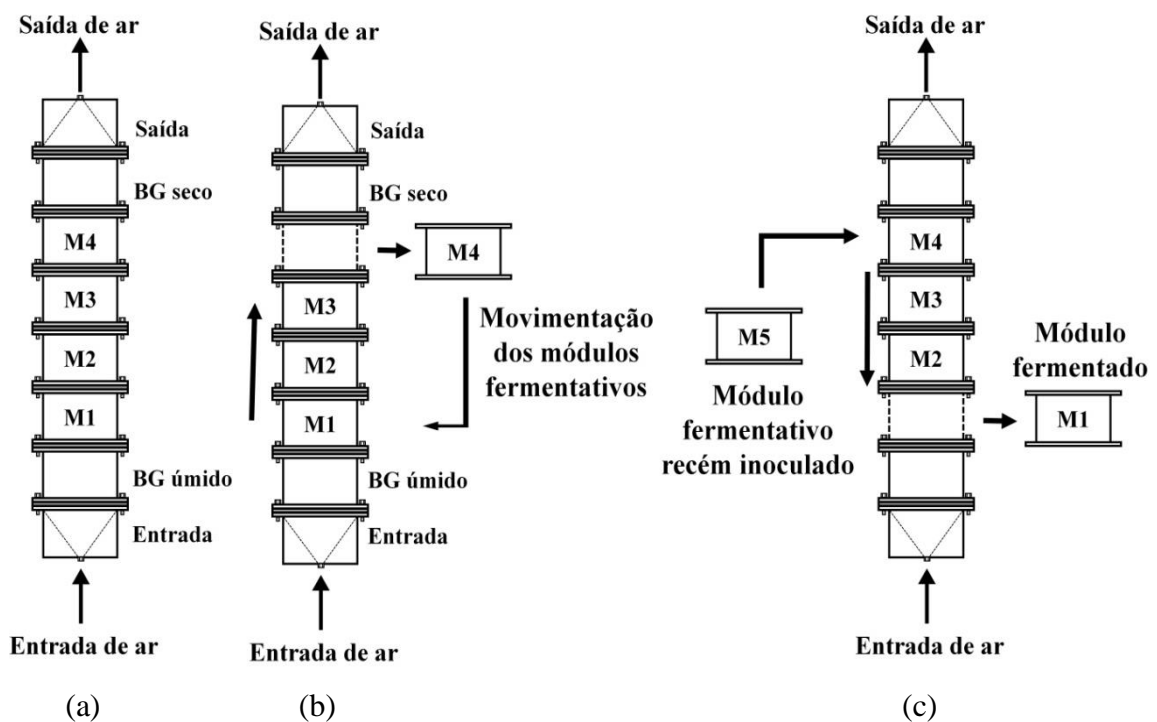 Saída de ar
Saída
BG seco
M4
M3
M2
M1
BG úmido
Entrada
Entrada de ar
(a)
Saída de ar
Saída
BG seco
M4
M3
M2
M1
Movimentação
dos módulos
fermentativos
BG úmido
Entrada
Entrada de ar
(b)
Saída de ar
M4
M3
M2
M5
Módulo
fermentativo
recém inoculado
Módulo
fermentado
M1
Entrada de ar
(c)